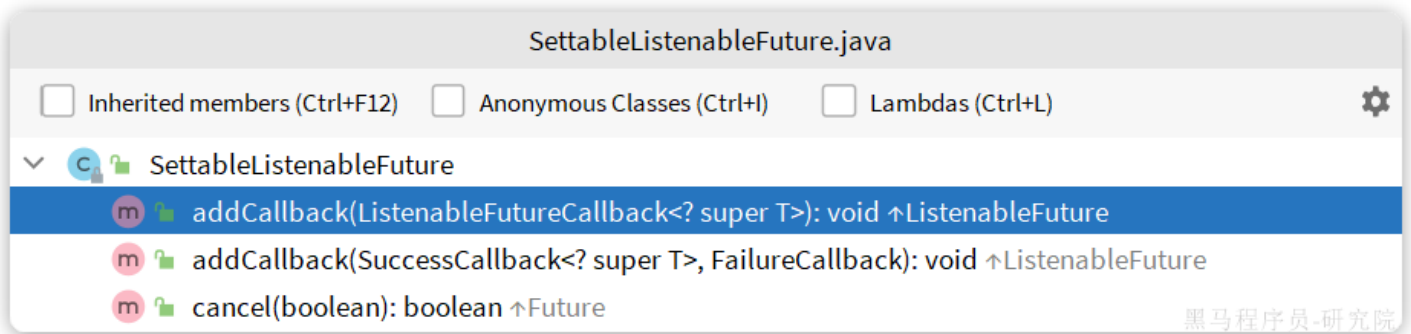 SettableListenableFuture.java
Inherited members (Ctrl+F12) Anonymous Classes (Ctrl+I) Lambdas (Ctrl+L)
C SettableListenableFuture
m addCallback(ListenableFutureCallback<? super T>): void ↑ListenableFuture
m addCallback(SuccessCallback<? super T>, FailureCallback): void ↑ListenableFuture
m cancel(boolean): boolean ↑Future
黑马程序员-研究院